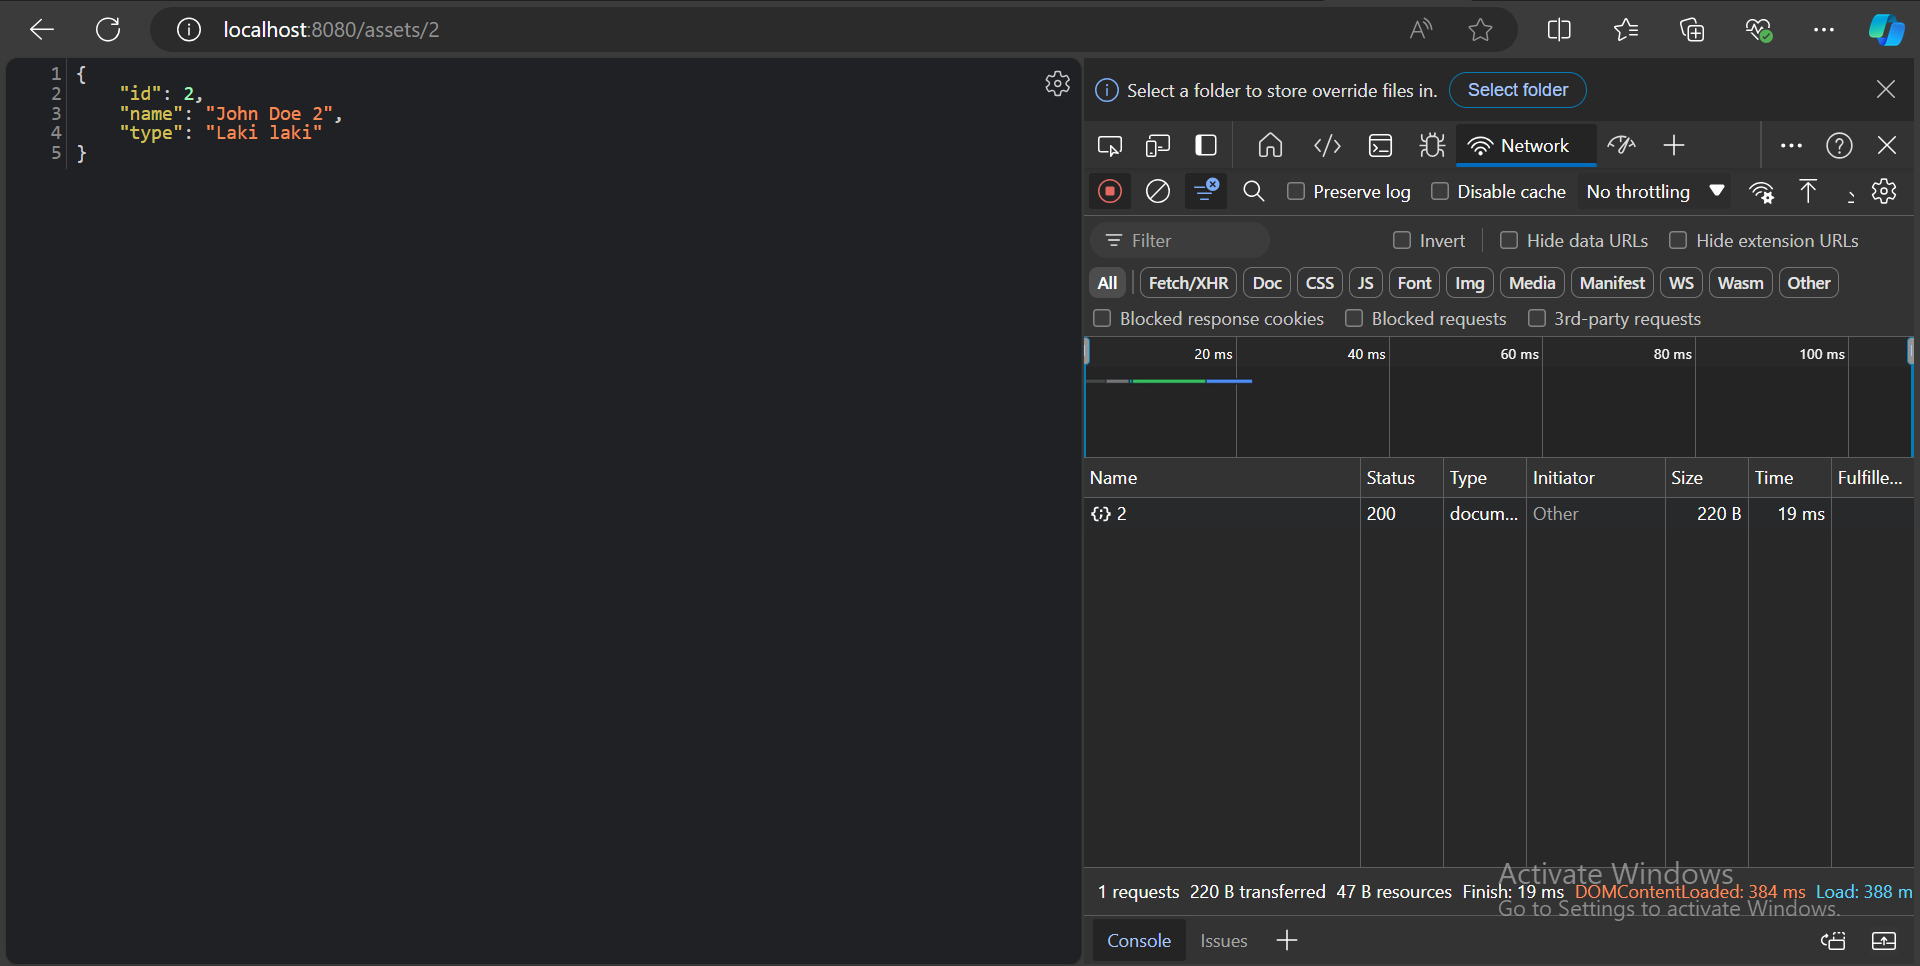 localhost:8080/assets/2
1 {
2 "id": 2,
3 "name": "John Doe 2",
4 "type": "Laki laki"
5 }
Select a folder to store override files in. Select folder
Network
Preserve log Disable cache No throttling
Filter Invert Hide data URLs Hide extension URLs
All Fetch/XHR Doc CSS JS Font Img Media Manifest WS Wasm Other
Blocked response cookies Blocked requests 3rd-party requests
20 ms 40 ms 60 ms 80 ms 100 ms
Name Status Type Initiator Size Time Fulfille...
{;} 2 200 docum... Other 220 B 19 ms
Activate Windows
1 requests 220 B transferred 47 B resources Finish: 19 ms DOMContentLoaded: 384 ms Load: 388 m
Go to Settings to activate Windows.
Console Issues